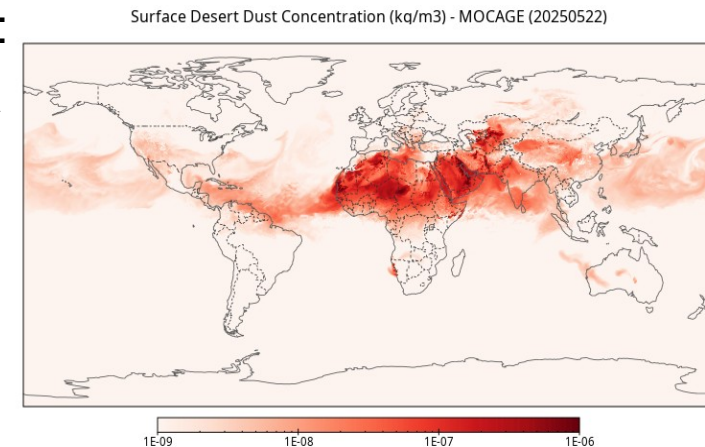 Surface Desert Dust Concentration (kg/m3) - MOCAGE (20250522)
1E-09 1E-08 1E-07 1E-06